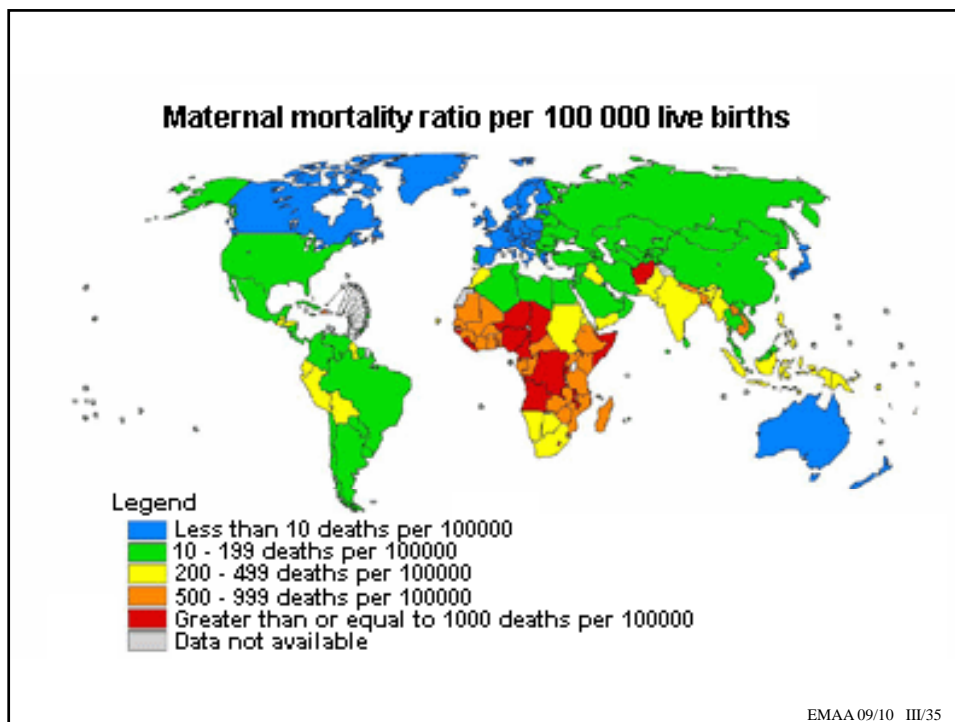 Maternal mortality ratio per 100 000 live births
Legend
Less than 10 deaths per 100000
10 - 199 deaths per 100000
200 - 499 deaths per 100000
500 - 999 deaths per 100000
Greater than or equal to 1000 deaths per 100000
Data not available
EMAA 09/10 III/35